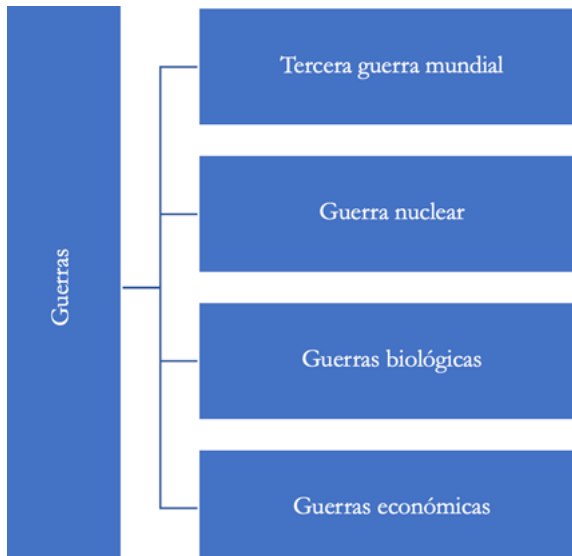 Guerras
Tercera guerra mundial
Guerra nuclear
Guerras biológicas
Guerras económicas